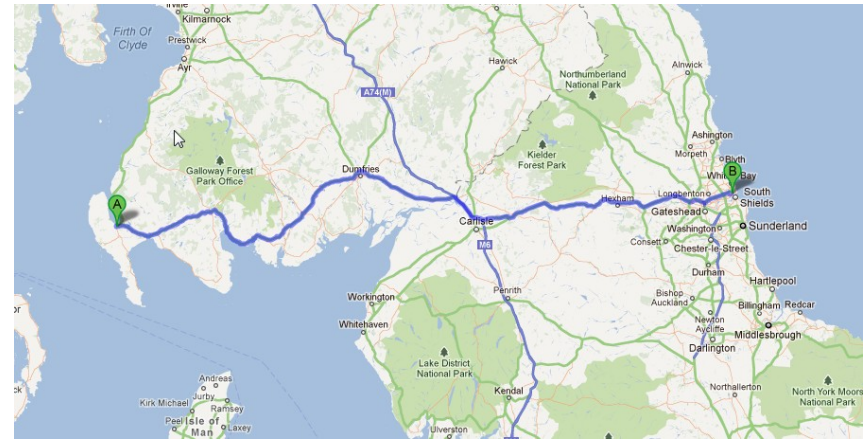 Irvine
Kilmarnock
Firth Of
Clyde
Prestwick
Ayr
Hawick
Alnwick
Northumberland
National Park
A74(M)
Ashington
Morpeth
Blyth
Kielder
Forest Park
Galloway Forest
Park Office
Dumfries
B
Longbenton
South
Shields
Hexham
Gateshead
A
Carlisle
Washington
Sunderland
M6
Consett
Chester-le-Street
Durham
Hartlepool
Penrith
Bishop
Auckland
Workington
Billingham
Redcar
Newton
Aycliffe
Whitehaven
Middlesbrough
Darlington
Lake District
National Park
Andreas
Jurby
Kirk Michael
Ramsey
Kendal
Northallerton
North York Moors
National Park
Peel
Isle of
Man
Laxey
Ulverston